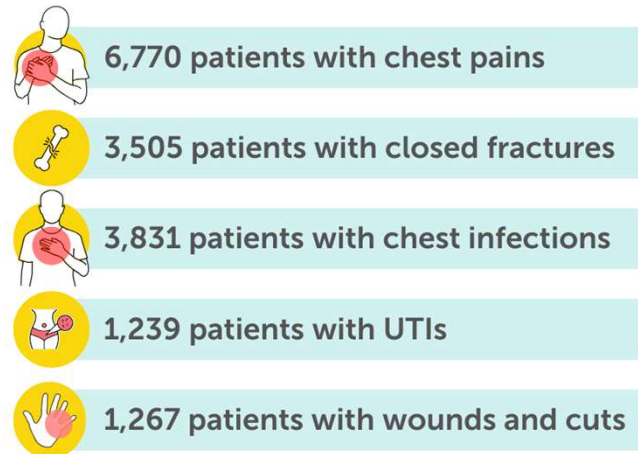 6,770 patients with chest pains
3,505 patients with closed fractures
3,831 patients with chest infections
1,239 patients with UTIs
1,267 patients with wounds and cuts